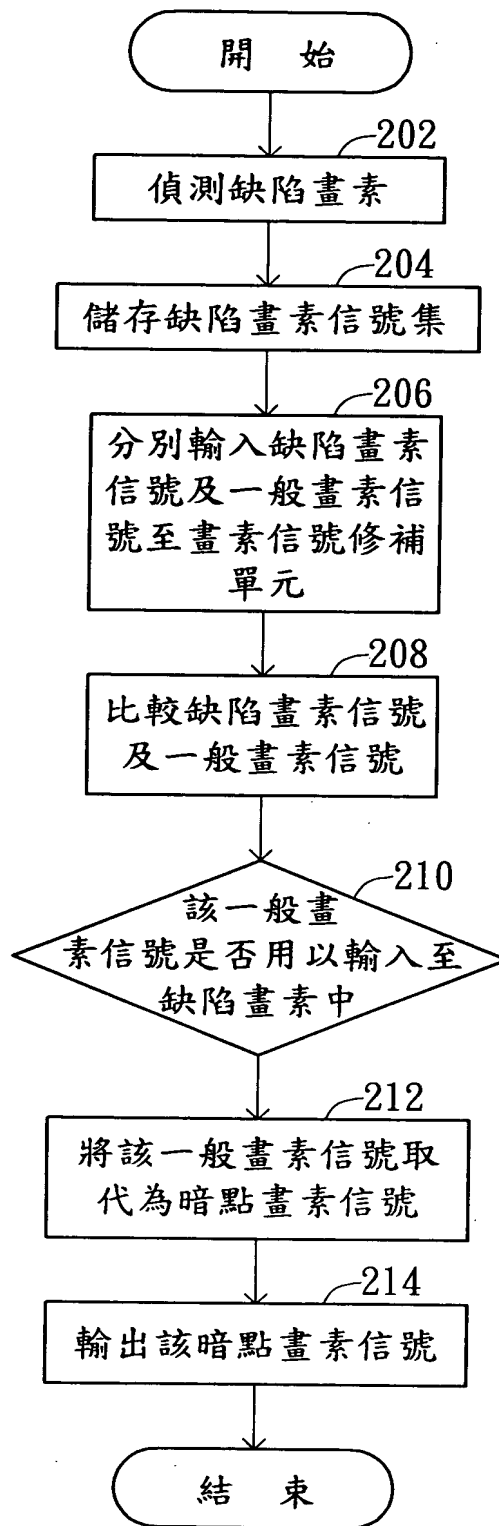 開 始
202
偵測缺陷畫素
204
儲存缺陷畫素信號集
206
分別輸入缺陷畫素
信號及一般畫素信
號至畫素信號修補
單元
208
比較缺陷畫素信號
及一般畫素信號
210
該一般畫
素信號是否用以輸入至
缺陷畫素中
212
將該一般畫素信號取
代為暗點畫素信號
214
輸出該暗點畫素信號
結 束